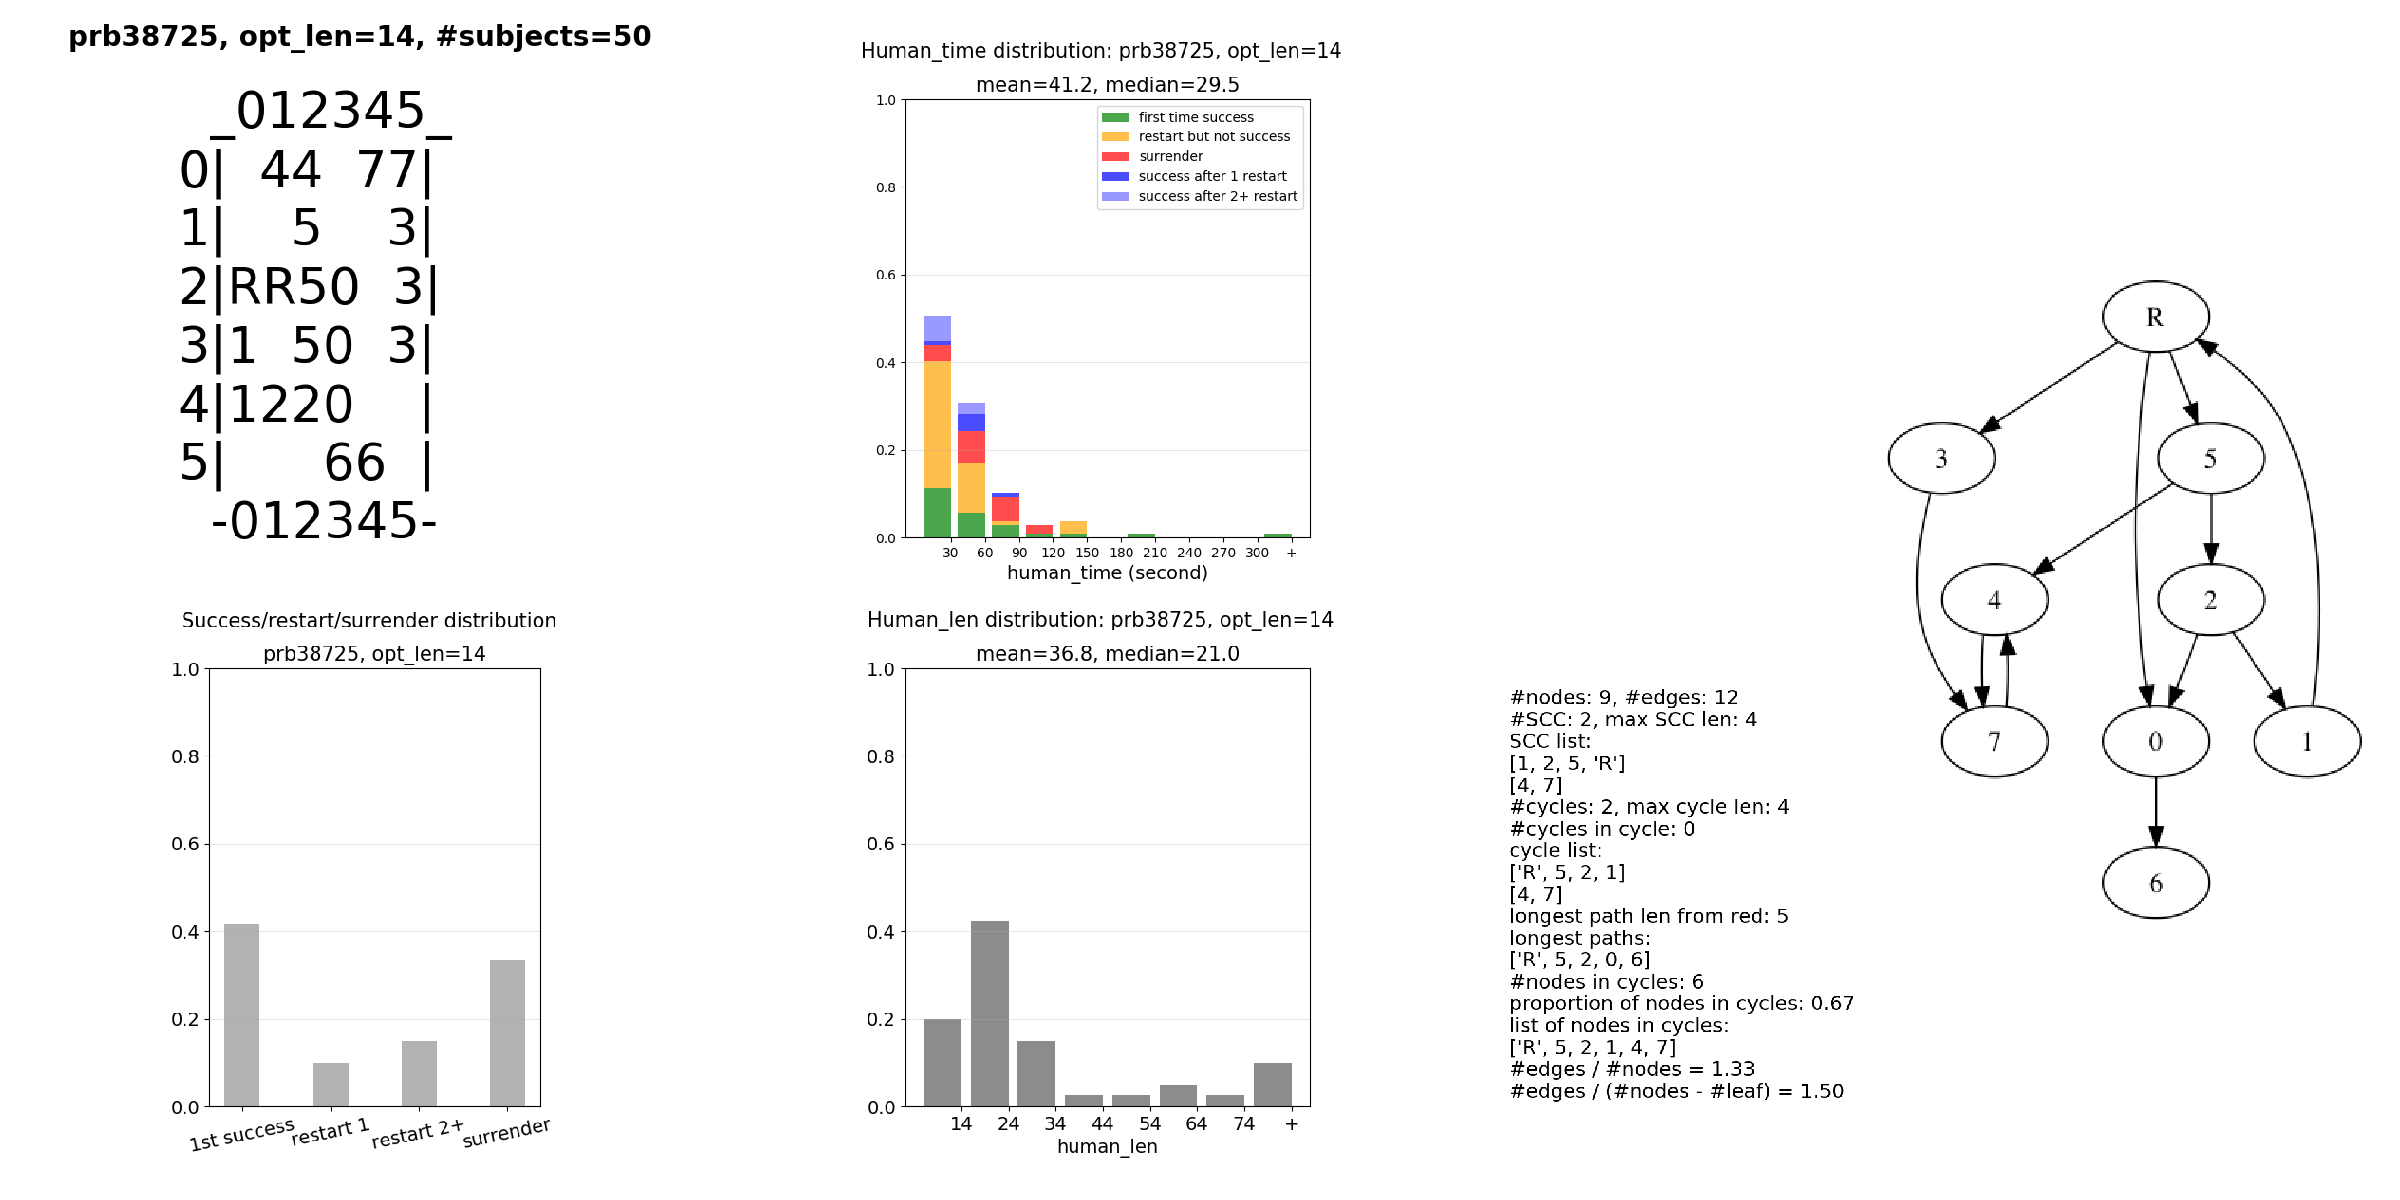 prb38725, opt_len=14, #subjects=50
_012345_
0| 44  77|
1|  5  3|
2|RR50 3|
3|1 50 3|
4|1220  |
5|   66 |
-012345-
Human_time distribution: prb38725, opt_len=14
mean=41.2, median=29.5
1.0
0.8
0.6
0.4
0.2
0.0
first time success
restart but not success
surrender
success after 1 restart
success after 2+ restart
30 60 90 120 150 180 210 240 270 300 +
human_time (second)
Success/restart/surrender distribution
prb38725, opt_len=14
1.0
0.8
0.6
0.4
0.2
0.0
1st success restart 1 restart 2+ surrender
Human_len distribution: prb38725, opt_len=14
mean=36.8, median=21.0
1.0
0.8
0.6
0.4
0.2
0.0
14 24 34 44 54 64 74 +
human_len
#nodes: 9, #edges: 12
#SCC: 2, max SCC len: 4
SCC list:
[1, 2, 5, 'R']
[4, 7]
#cycles: 2, max cycle len: 4
#cycles in cycle: 0
cycle list:
['R', 5, 2, 1]
[4, 7]
longest path len from red: 5
longest paths:
['R', 5, 2, 0, 6]
#nodes in cycles: 6
proportion of nodes in cycles: 0.67
list of nodes in cycles:
['R', 5, 2, 1, 4, 7]
#edges / #nodes = 1.33
#edges / (#nodes - #leaf) = 1.50
R
3 5
4 2
7 0 1
6